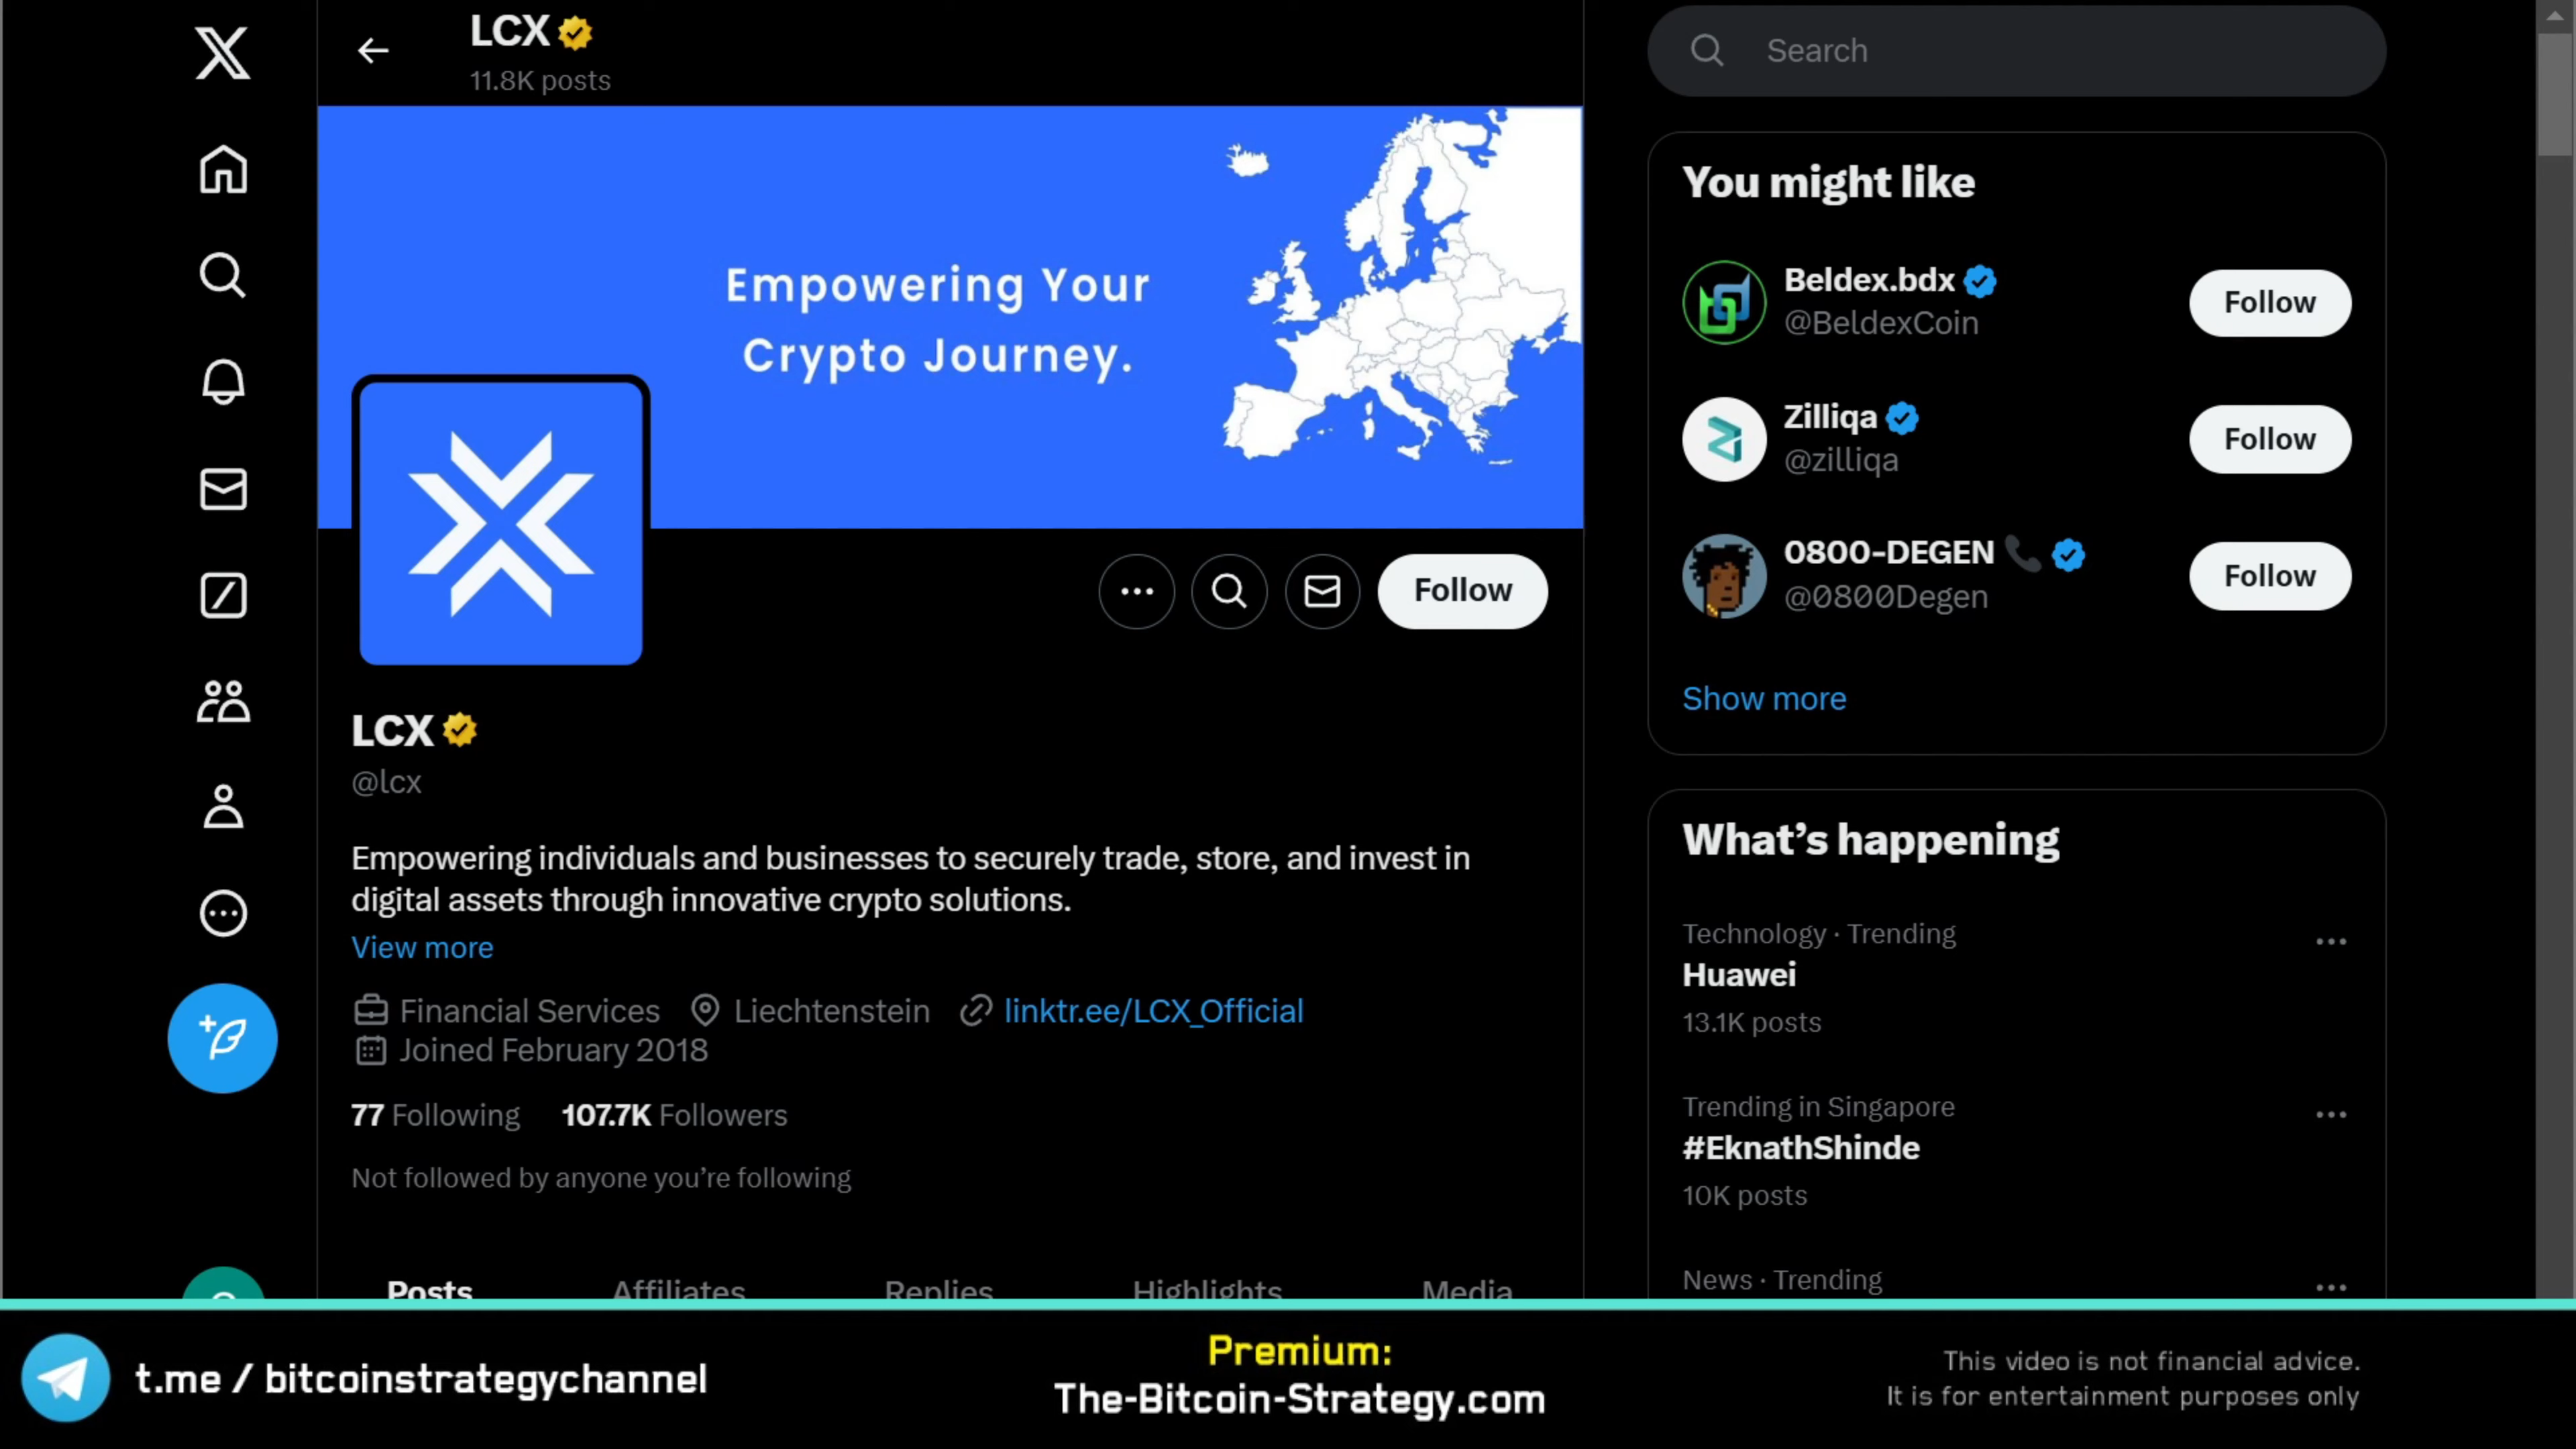 LCX
11.8K posts
Empowering Your
Crypto Journey.
Follow
LCX
@lcx
Empowering individuals and businesses to securely trade, store, and invest in
digital assets through innovative crypto solutions.
View more
Financial Services Liechtenstein linktr.ee/LCX_Official
Joined February 2018
77 Following 107.7K Followers
Not followed by anyone you’re following
Posts Affiliates Replies Highlights Media
Search
You might like
Beldex.bdx
@BeldexCoin
Follow
Zilliqa
@zilliqa
Follow
0800-DEGEN
@0800Degen
Follow
Show more
What’s happening
Technology · Trending
Huawei
13.1K posts
Trending in Singapore
#EknathShinde
10K posts
News · Trending
t.me / bitcoinstrategychannel
Premium:
The-Bitcoin-Strategy.com
This video is not financial advice.
It is for entertainment purposes only